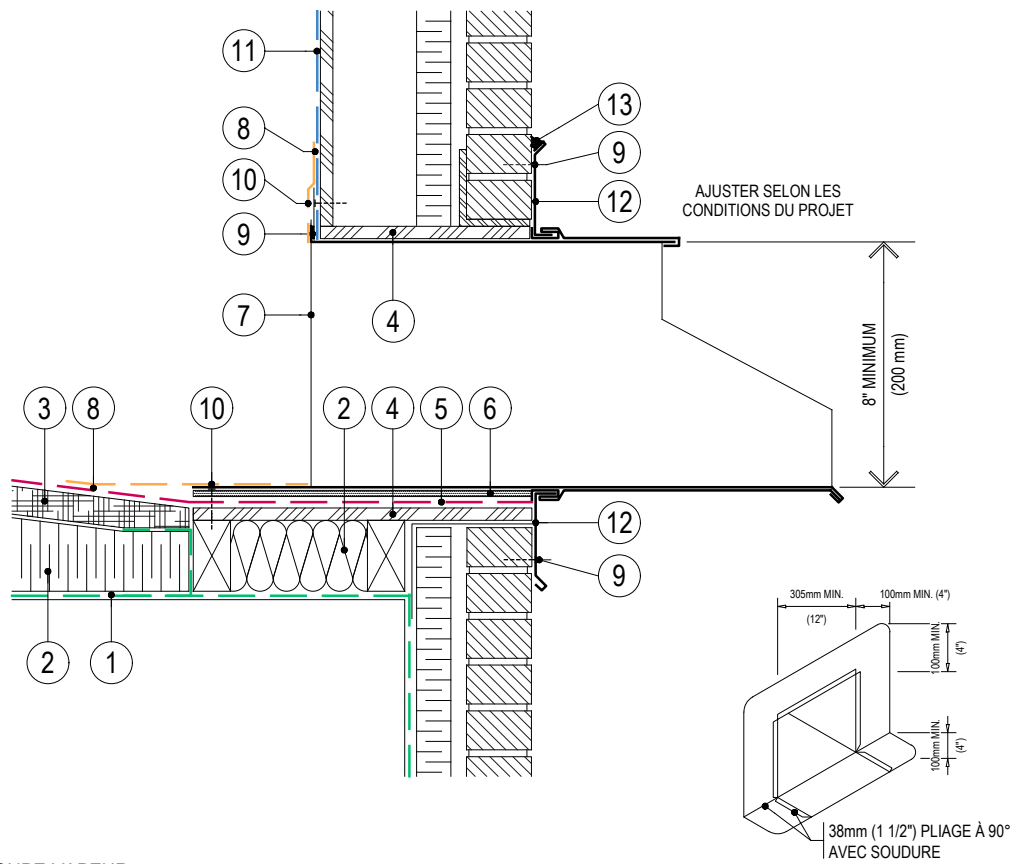 11
8
10
9
7
4
13
9
12
AJUSTER SELON LES
CONDITIONS DU PROJET
8" MINIMUM
(200 mm)
3
8
10
2
4
5
6
12
9
2
1
305mm MIN.
(12")
100mm MIN. (4")
100mm MIN.
(4")
100mm MIN.
(4")
38mm (1 1/2") PLIAGE À 90°
AVEC SOUDURE